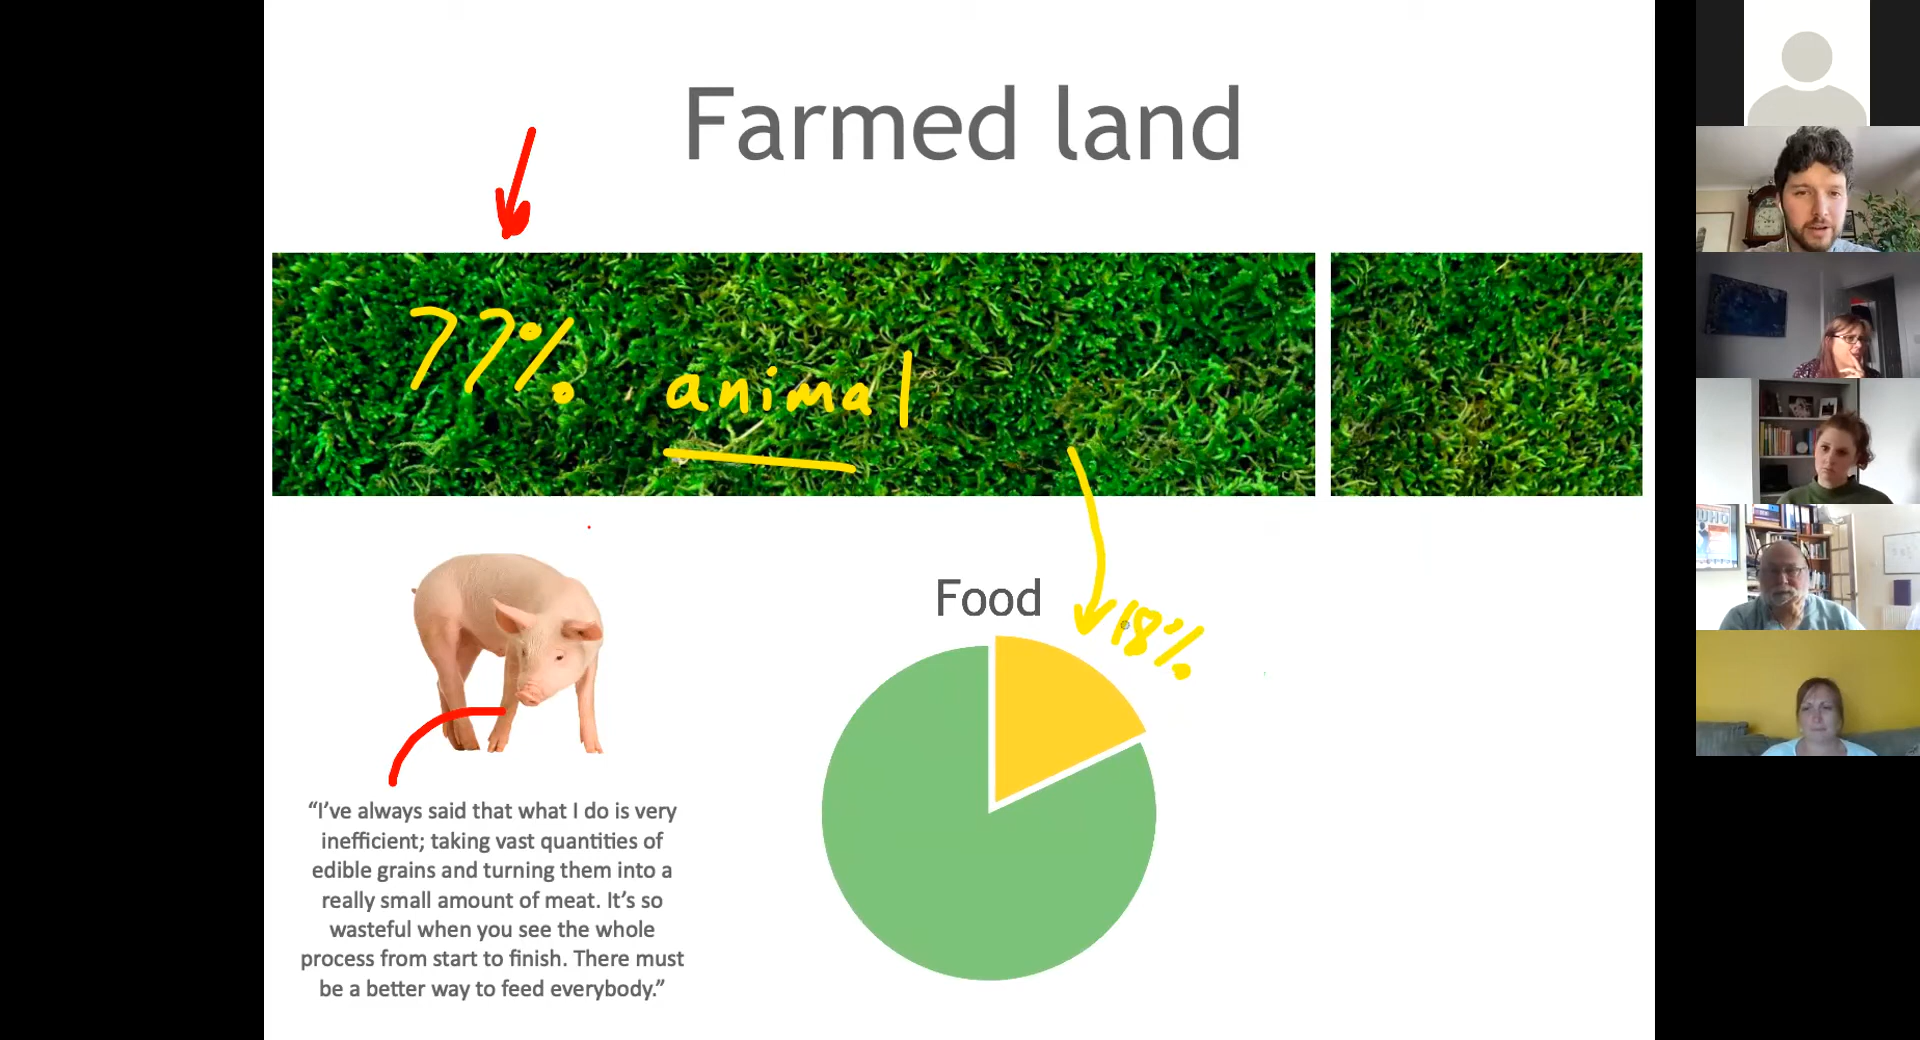 Farmed land
77% animal
Food
18%
“I’ve always said that what I do is very
inefficient; taking vast quantities of
edible grains and turning them into a
really small amount of meat. It’s so
wasteful when you see the whole
process from start to finish. There must
be a better way to feed everybody.”
WHO